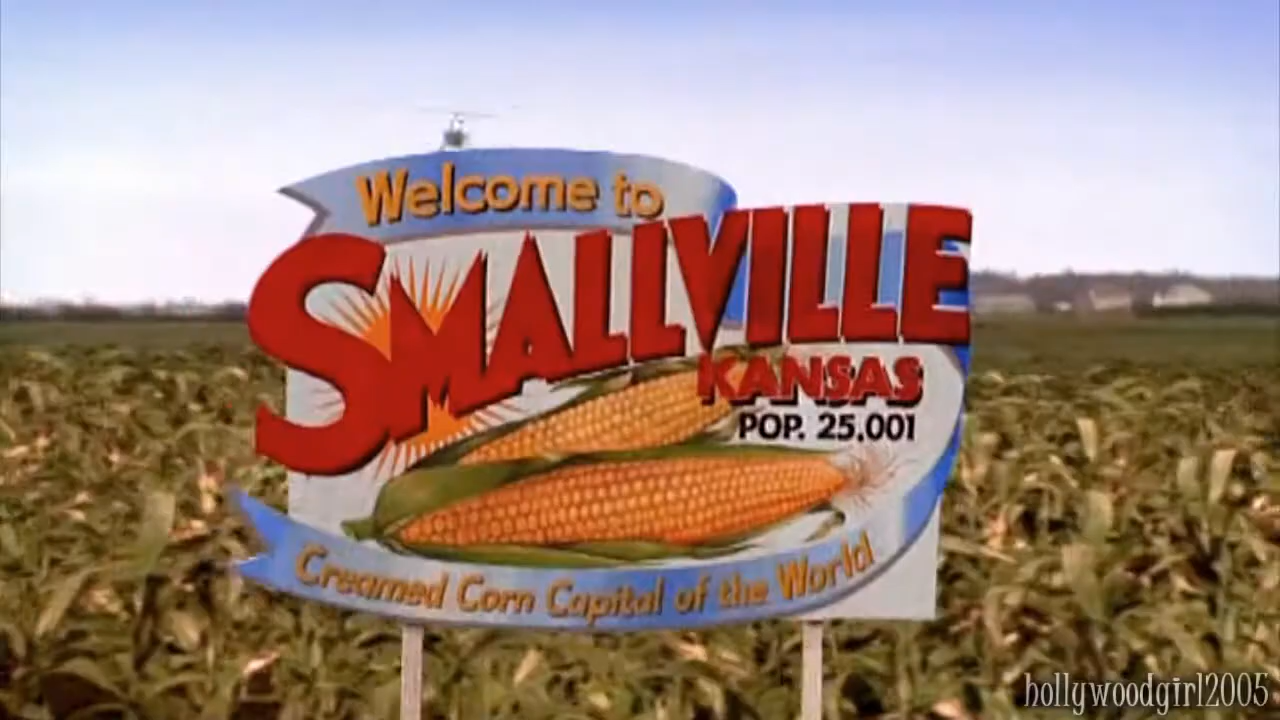 Welcome to
SMALLVILLE
KANSAS
POP. 25,001
Creamed Corn Capital of the World
hollywoodgirl2005